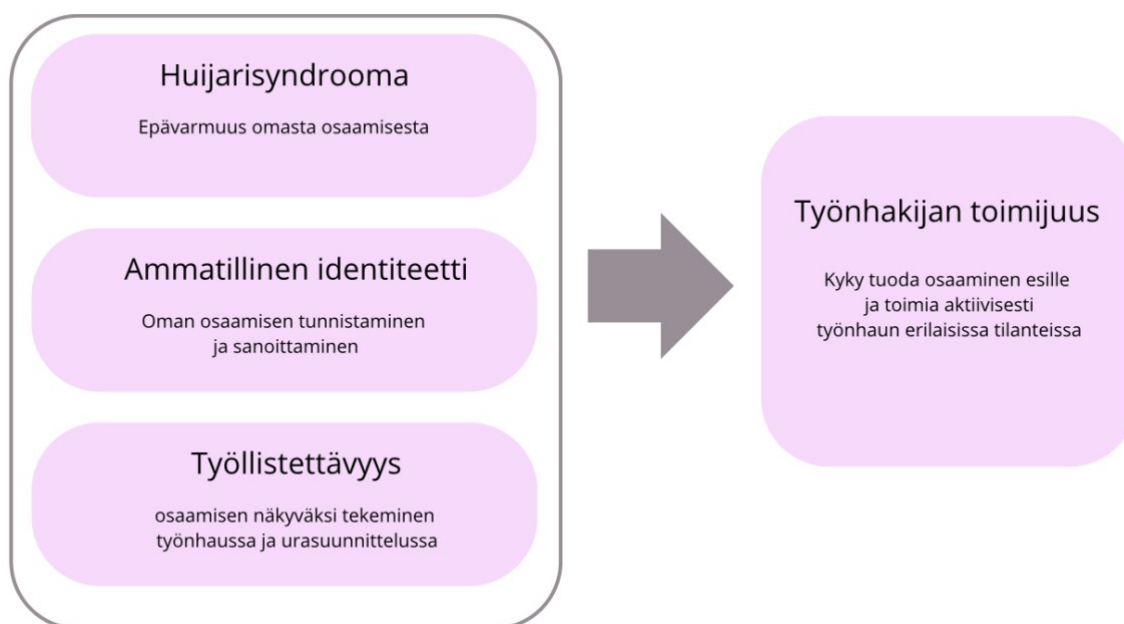 Huijarisyndrooma
Epävarmuus omasta osaamisesta
Ammatillinen identiteetti
Oman osaamisen tunnistaminen
ja sanoittaminen
Työllistettävyys
osaamisen näkyväksi tekeminen
työnhaussa ja urasuunnittelussa
Työnhakijan toimijuus
Kyky tuoda osaaminen esille
ja toimia aktiivisesti
työnhaun erilaisissa tilanteissa